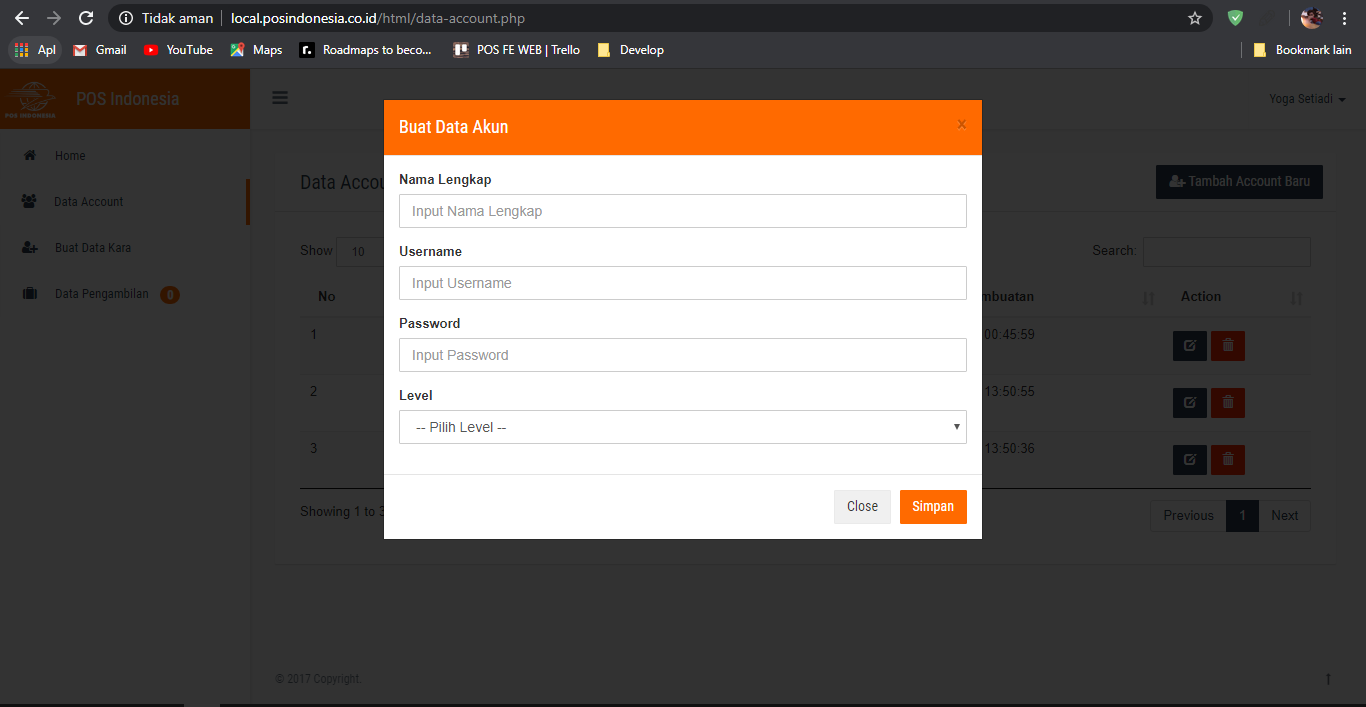 Tidak aman | local.posindonesia.co.id/html/data-account.php
Apl Gmail YouTube Maps Roadmaps to beco... POS FE WEB | Trello Develop Bookmark lain
POS INDONESIA
POS Indonesia
Yoga Setiadi
Home
Data Account
Buat Data Kara
Data Pengambilan 0
Data Accou
Tambah Account Baru
Show 10
Search:
No
mbuatan
Action
1
00:45:59
2
13:50:55
3
13:50:36
Showing 1 to 3
Previous 1 Next
Buat Data Akun
x
Nama Lengkap
Input Nama Lengkap
Username
Input Username
Password
Input Password
Level
-- Pilih Level --
Close Simpan
© 2017 Copyright.